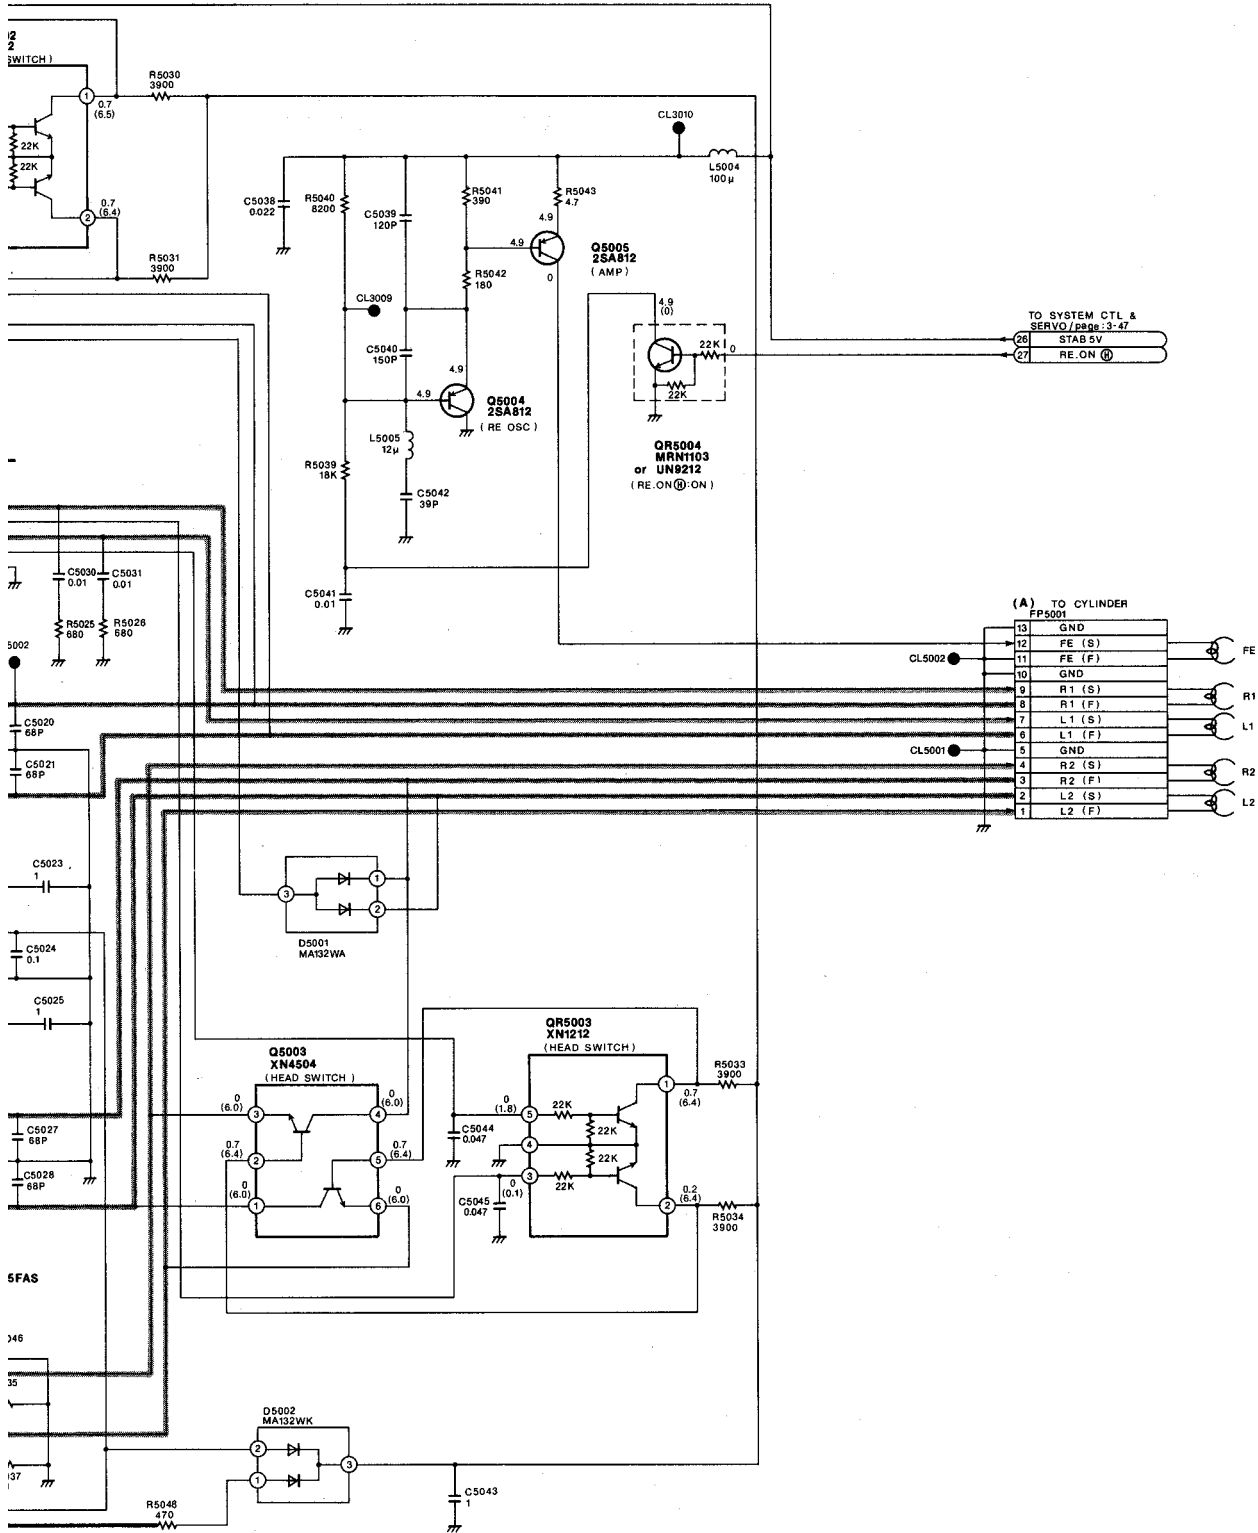 2
SWITCH )
1
0.7
(6.5)
22K
22K
0.7
(6.4)
2
R5030
3900
R5031
3900
CL3010
L5004
100µ
C5038
0.022
R5040
8200
C5039
120P
R5041
390
R5043
4.7
4.9
4.9
0
Q5005
2SA812
( AMP )
R5042
180
CL3009
C5040
150P
4.9
4.9
Q5004
2SA812
( RE OSC )
L5005
12µ
R5039
18K
C5042
39P
C5041
0.01
4.9
(0)
22K
0
22K
QR5004
MRN1103
or UN9212
( RE.ON Ⓗ:ON )
TO SYSTEM CTL &
SERVO / page : 3-47
26 STAB 5V
27 RE.ON Ⓗ
C5030
0.01
C5031
0.01
R5025
680
R5026
680
5002
C5020
68P
C5021
68P
(A) TO CYLINDER
FP5001
13 GND
12 FE (S)
11 FE (F)
10 GND
9 R1 (S)
8 R1 (F)
7 L1 (S)
6 L1 (F)
5 GND
4 R2 (S)
3 R2 (F)
2 L2 (S)
1 L2 (F)
CL5002
CL5001
FE
R1
L1
R2
L2
C5023
1
C5024
0.1
C5025
1
3
1
2
D5001
MA132WA
Q5003
XN4504
( HEAD SWITCH )
0
(6.0)
3
0
(6.0)
4
0.7
(6.4)
2
0.7
(6.4)
5
0
(6.0)
1
0
(6.0)
6
C5027
68P
C5028
68P
QR5003
XN1212
( HEAD SWITCH )
0
(1.8)
5
22K
22K
4
22K
3
0
(0.1)
22K
1
0.7
(6.4)
0.2
(6.4)
2
C5044
0.047
C5045
0.047
R5033
3900
R5034
3900
5FAS
046
35
37
D5002
MA132WK
2
1
3
R5048
470
C5043
1